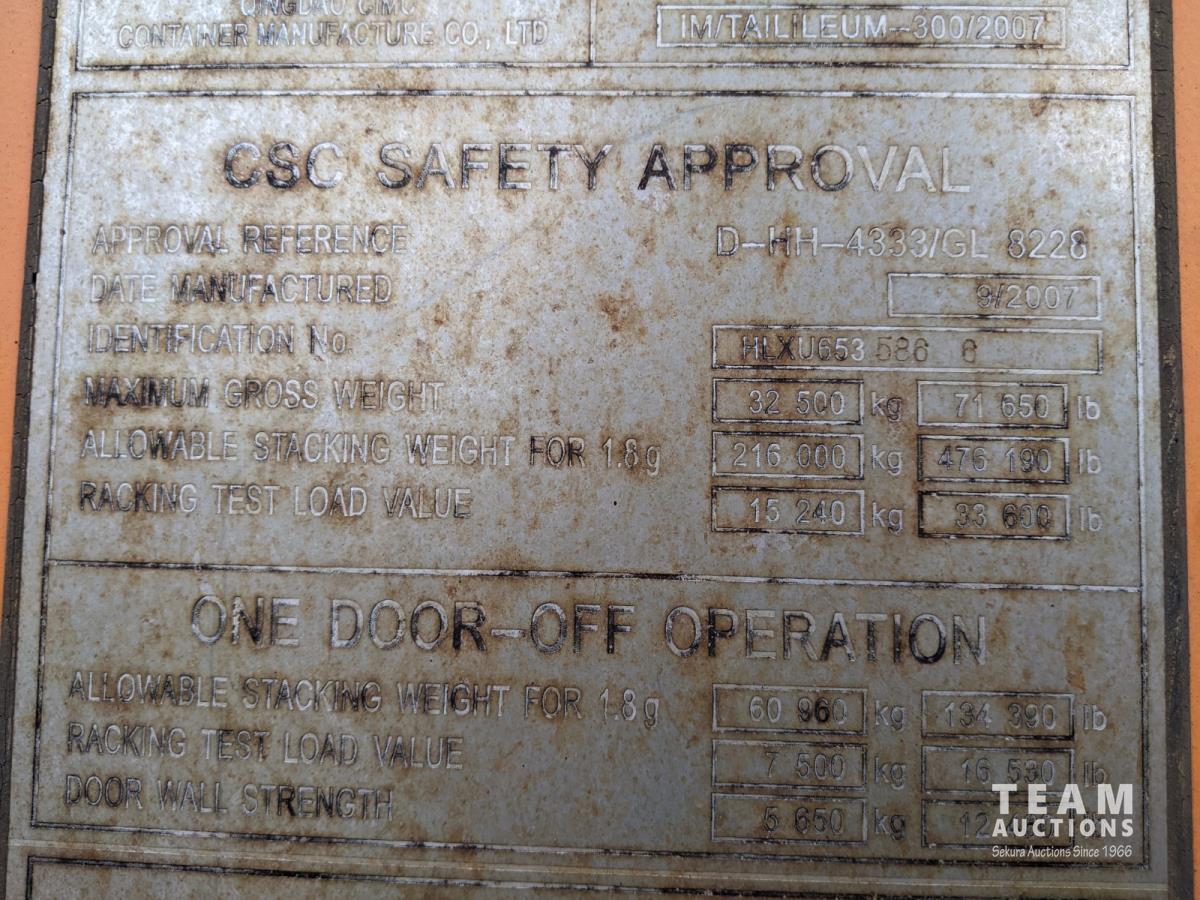 QINGDAO CIMC
CONTAINER MANUFACTURE CO., LTD
IM/TAILILEUM-300/2007
CSC SAFETY APPROVAL
APPROVAL REFERENCE D-HH-4333/GL 8228
DATE MANUFACTURED 9/2007
IDENTIFICATION No. HLXU653 586 6
MAXIMUM GROSS WEIGHT 32 500 kg 71 650 lb
ALLOWABLE STACKING WEIGHT FOR 1.8g 216 000 kg 476 190 lb
RACKING TEST LOAD VALUE 15 240 kg 33 600 lb
ONE DOOR-OFF OPERATION
ALLOWABLE STACKING WEIGHT FOR 1.8g 60 960 kg 134 390 lb
RACKING TEST LOAD VALUE 7 500 kg 16 530 lb
DOOR WALL STRENGTH 5 650 kg 12
TEAM
AUCTIONS
Sekura Auctions Since 1966